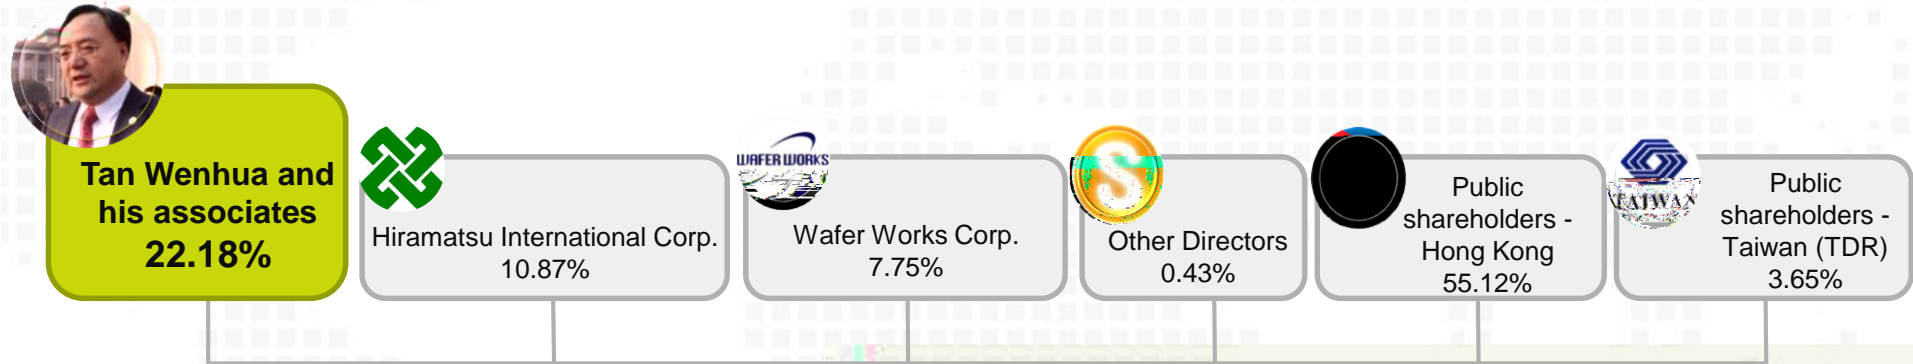 Tan Wenhua and
his associates
22.18%
Hiramatsu International Corp.
10.87%
WAFER WORKS
Wafer Works Corp.
7.75%
Other Directors
0.43%
Public
shareholders -
Hong Kong
55.12%
TAIWAN
Public
shareholders -
Taiwan (TDR)
3.65%